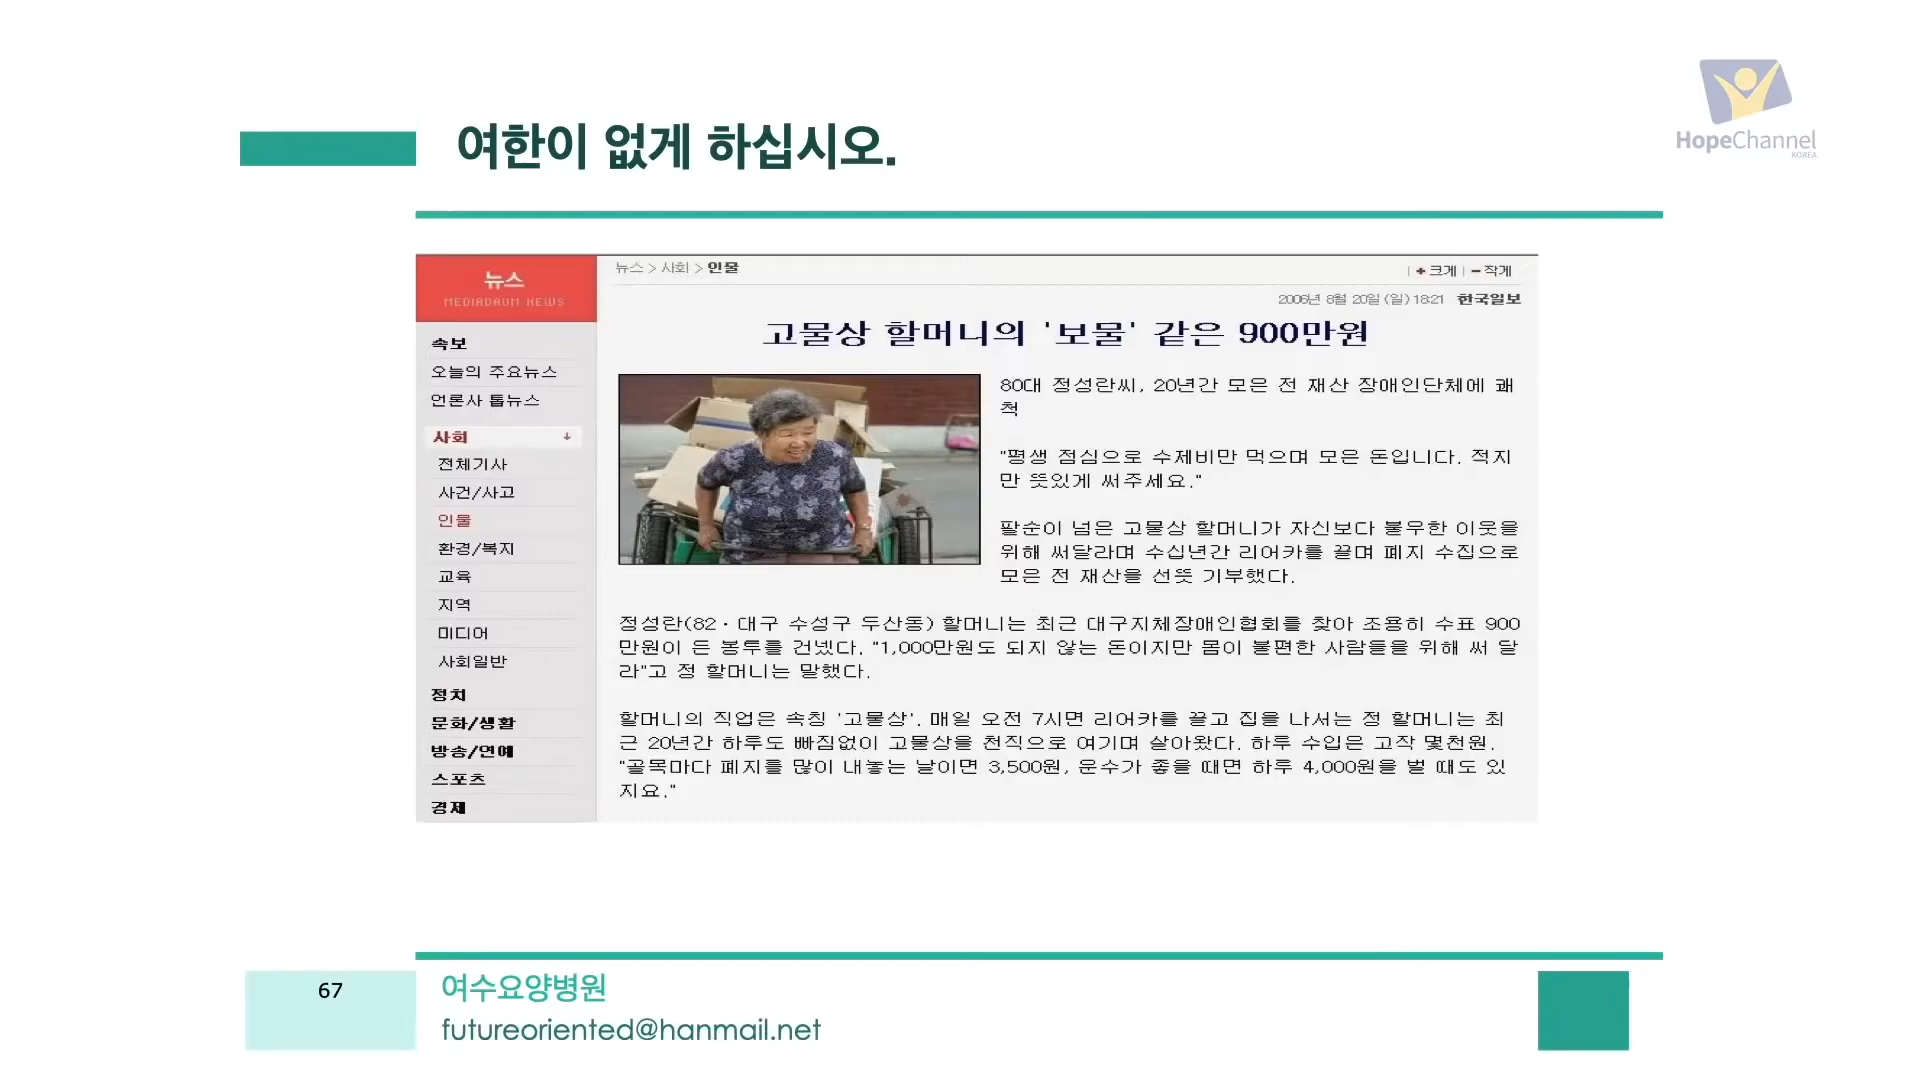 여한이 없게 하십시오.
HopeChannel
KOREA
뉴스
MEDIADAUM NEWS
속보
오늘의 주요뉴스
언론사 톱뉴스
사회
전체기사
사건/사고
인물
환경/복지
교육
지역
미디어
사회일반
정치
문화/생활
방송/연예
스포츠
경제
뉴스 > 사회 > 인물
| + 크게 | - 작게
2006년 8월 20일 (일) 18:21 한국일보
고물상 할머니의 '보물' 같은 900만원
80대 정성란씨, 20년간 모은 전 재산 장애인단체에 쾌
척
"평생 점심으로 수제비만 먹으며 모은 돈입니다. 적지
만 뜻있게 써주세요."
팔순이 넘은 고물상 할머니가 자신보다 불우한 이웃을
위해 써달라며 수십년간 리어카를 끌며 폐지 수집으로
모은 전 재산을 선뜻 기부했다.
정성란(82·대구 수성구 두산동) 할머니는 최근 대구지체장애인협회를 찾아 조용히 수표 900
만원이 든 봉투를 건넸다. "1,000만원도 되지 않는 돈이지만 몸이 불편한 사람들을 위해 써 달
라"고 정 할머니는 말했다.
할머니의 직업은 속칭 '고물상'. 매일 오전 7시면 리어카를 끌고 집을 나서는 정 할머니는 최
근 20년간 하루도 빠짐없이 고물상을 천직으로 여기며 살아왔다. 하루 수입은 고작 몇천원.
"골목마다 폐지를 많이 내놓는 날이면 3,500원, 운수가 좋을 때면 하루 4,000원을 벌 때도 있
지요."
67
여수요양병원
futureoriented@hanmail.net